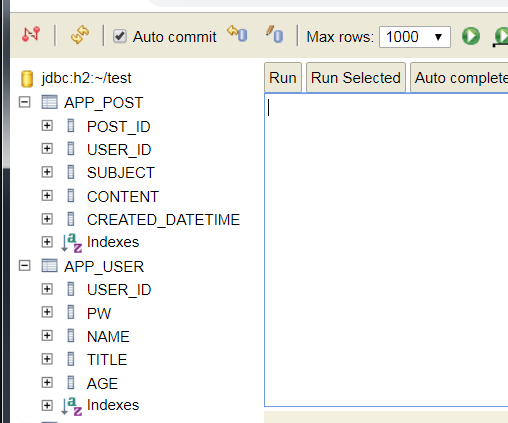 Auto commit Max rows: 1000
jdbc:h2:~/test
Run Run Selected Auto complete
APP_POST
POST_ID
USER_ID
SUBJECT
CONTENT
CREATED_DATETIME
Indexes
APP_USER
USER_ID
PW
NAME
TITLE
AGE
Indexes